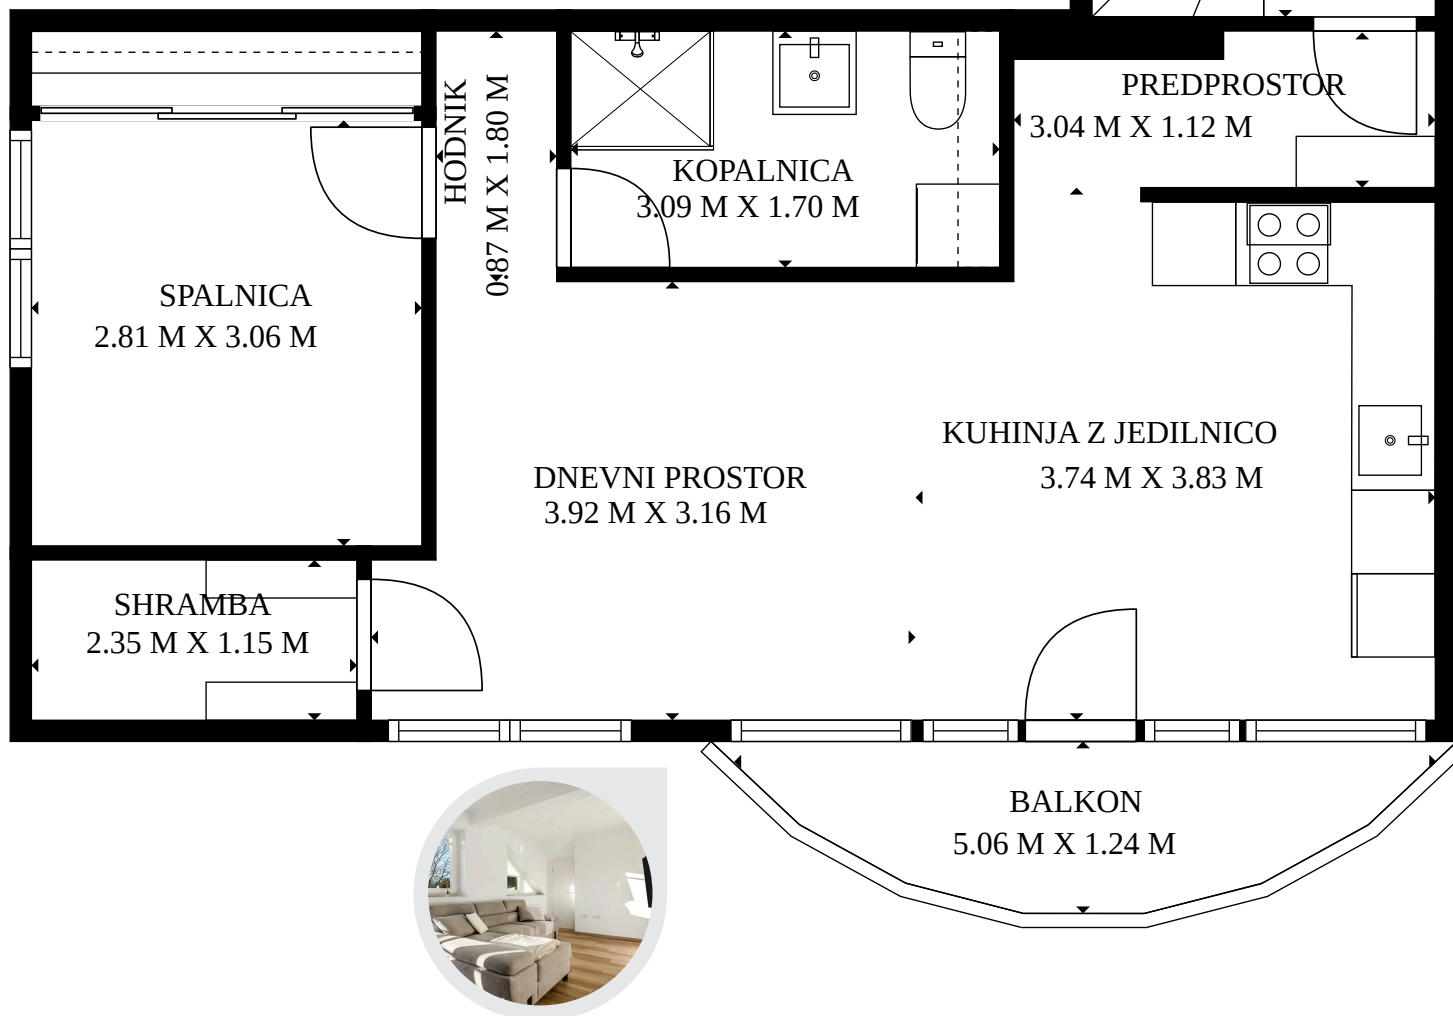 HODNIK
0.87 M X 1.80 M
PREDPROSTOR
3.04 M X 1.12 M
KOPALNICA
3.09 M X 1.70 M
SPALNICA
2.81 M X 3.06 M
KUHINJA Z JEDILNICO
3.74 M X 3.83 M
DNEVNI PROSTOR
3.92 M X 3.16 M
SHRAMBA
2.35 M X 1.15 M
BALKON
5.06 M X 1.24 M